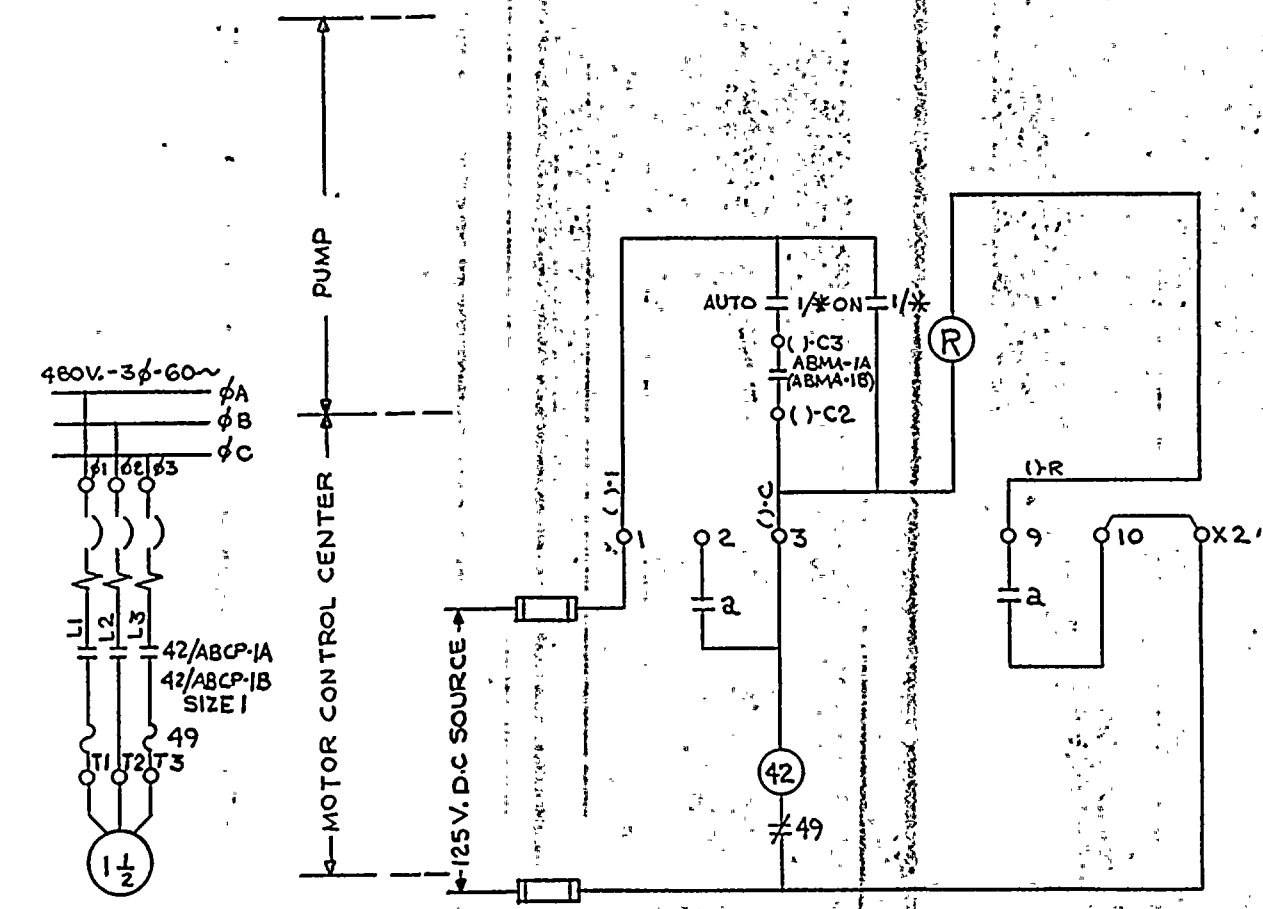 480V.-3ϕ-60~
ϕA
ϕB
ϕC
ϕ1 ϕ2 ϕ3
L1 L2 L3
42/ABCP-1A
42/ABCP-1B
SIZE 1
49
T1 T2 T3
1 1/2
PUMP
MOTOR CONTROL CENTER
125 V. D.C SOURCE
AUTO 1/* ON 1/*
( )-C3
ABMA-1A
(ABMA-1B)
( )-C2
R
( )-1
( )-C
( )-R
1 2 3 9 10 X2'
a a
42
49